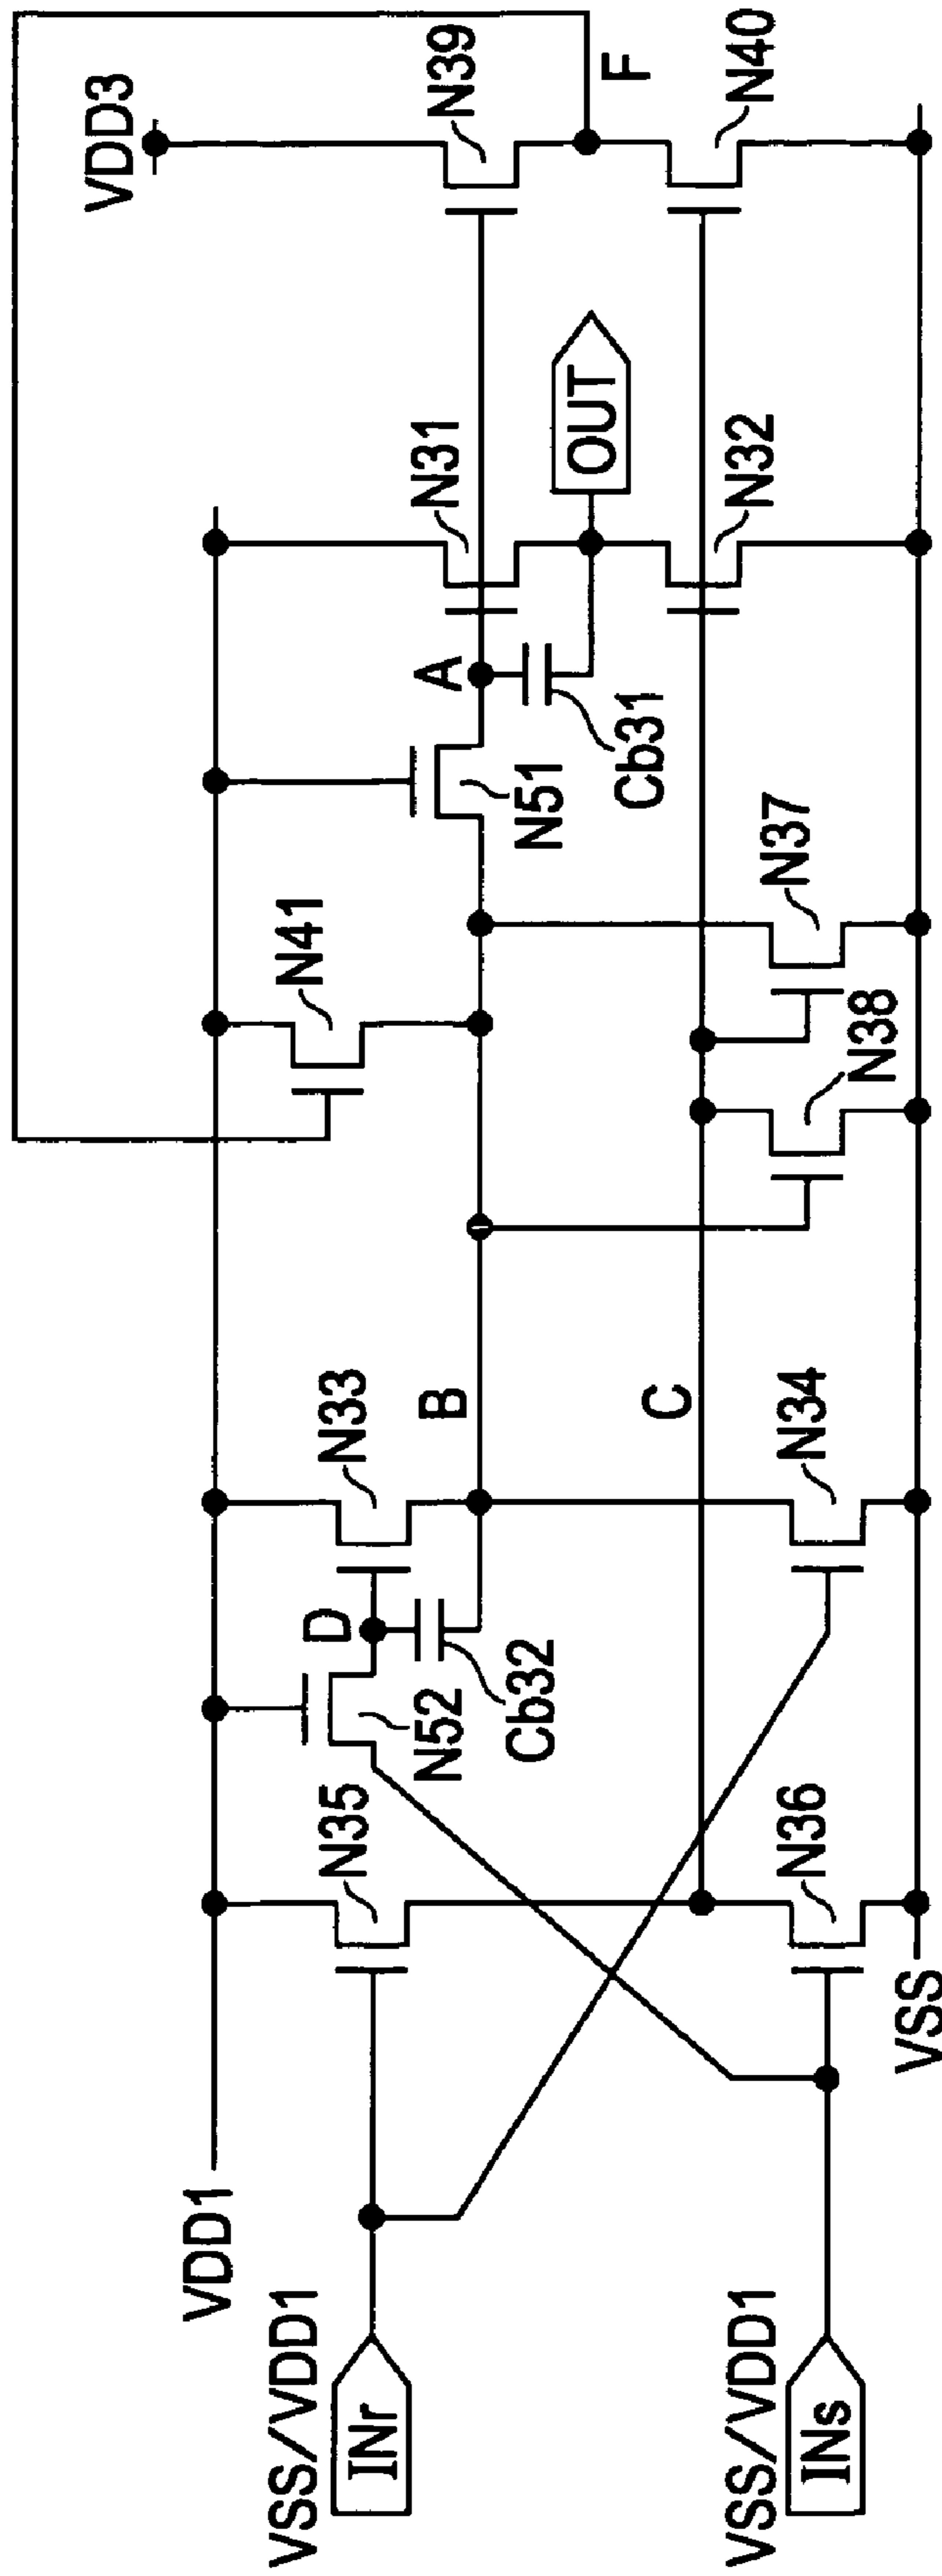 VDD3
N39
F
N40
N31
OUT
N32
A
Cb31
N51
N41
N37
N38
N33
B
C
N34
D
Cb32
N52
N35
N36
VDD1
VSS
VSS/VDD1
INr
VSS/VDD1
INs